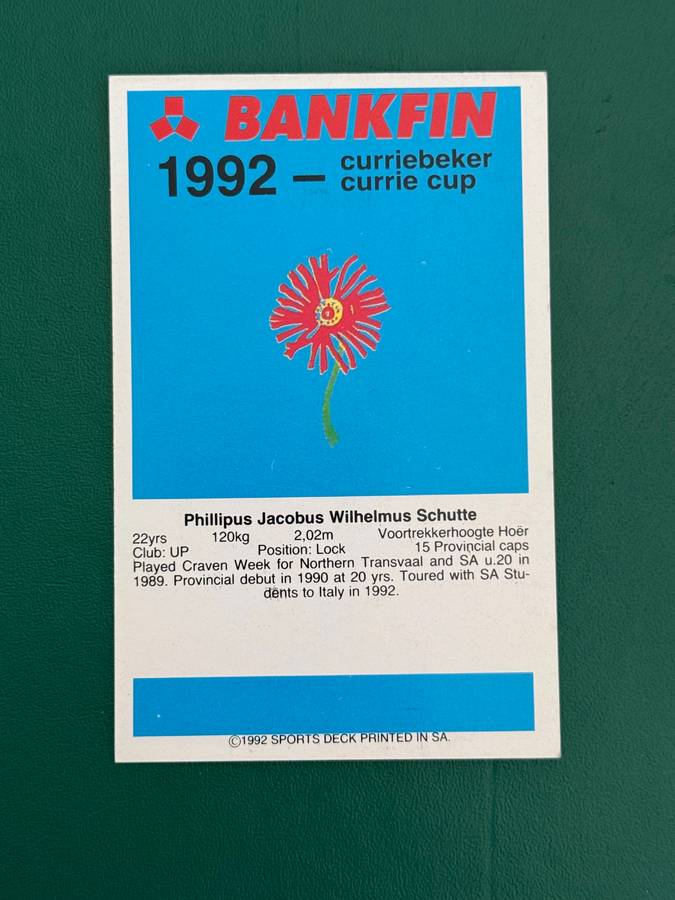 BANKFIN
1992 – curriebeker
currie cup
Phillipus Jacobus Wilhelmus Schutte
22yrs 120kg 2,02m Voortrekkerhoogte Hoër
Club: UP Position: Lock 15 Provincial caps
Played Craven Week for Northern Transvaal and SA u.20 in
1989. Provincial debut in 1990 at 20 yrs. Toured with SA Stu-
dents to Italy in 1992.
©1992 SPORTS DECK PRINTED IN SA.